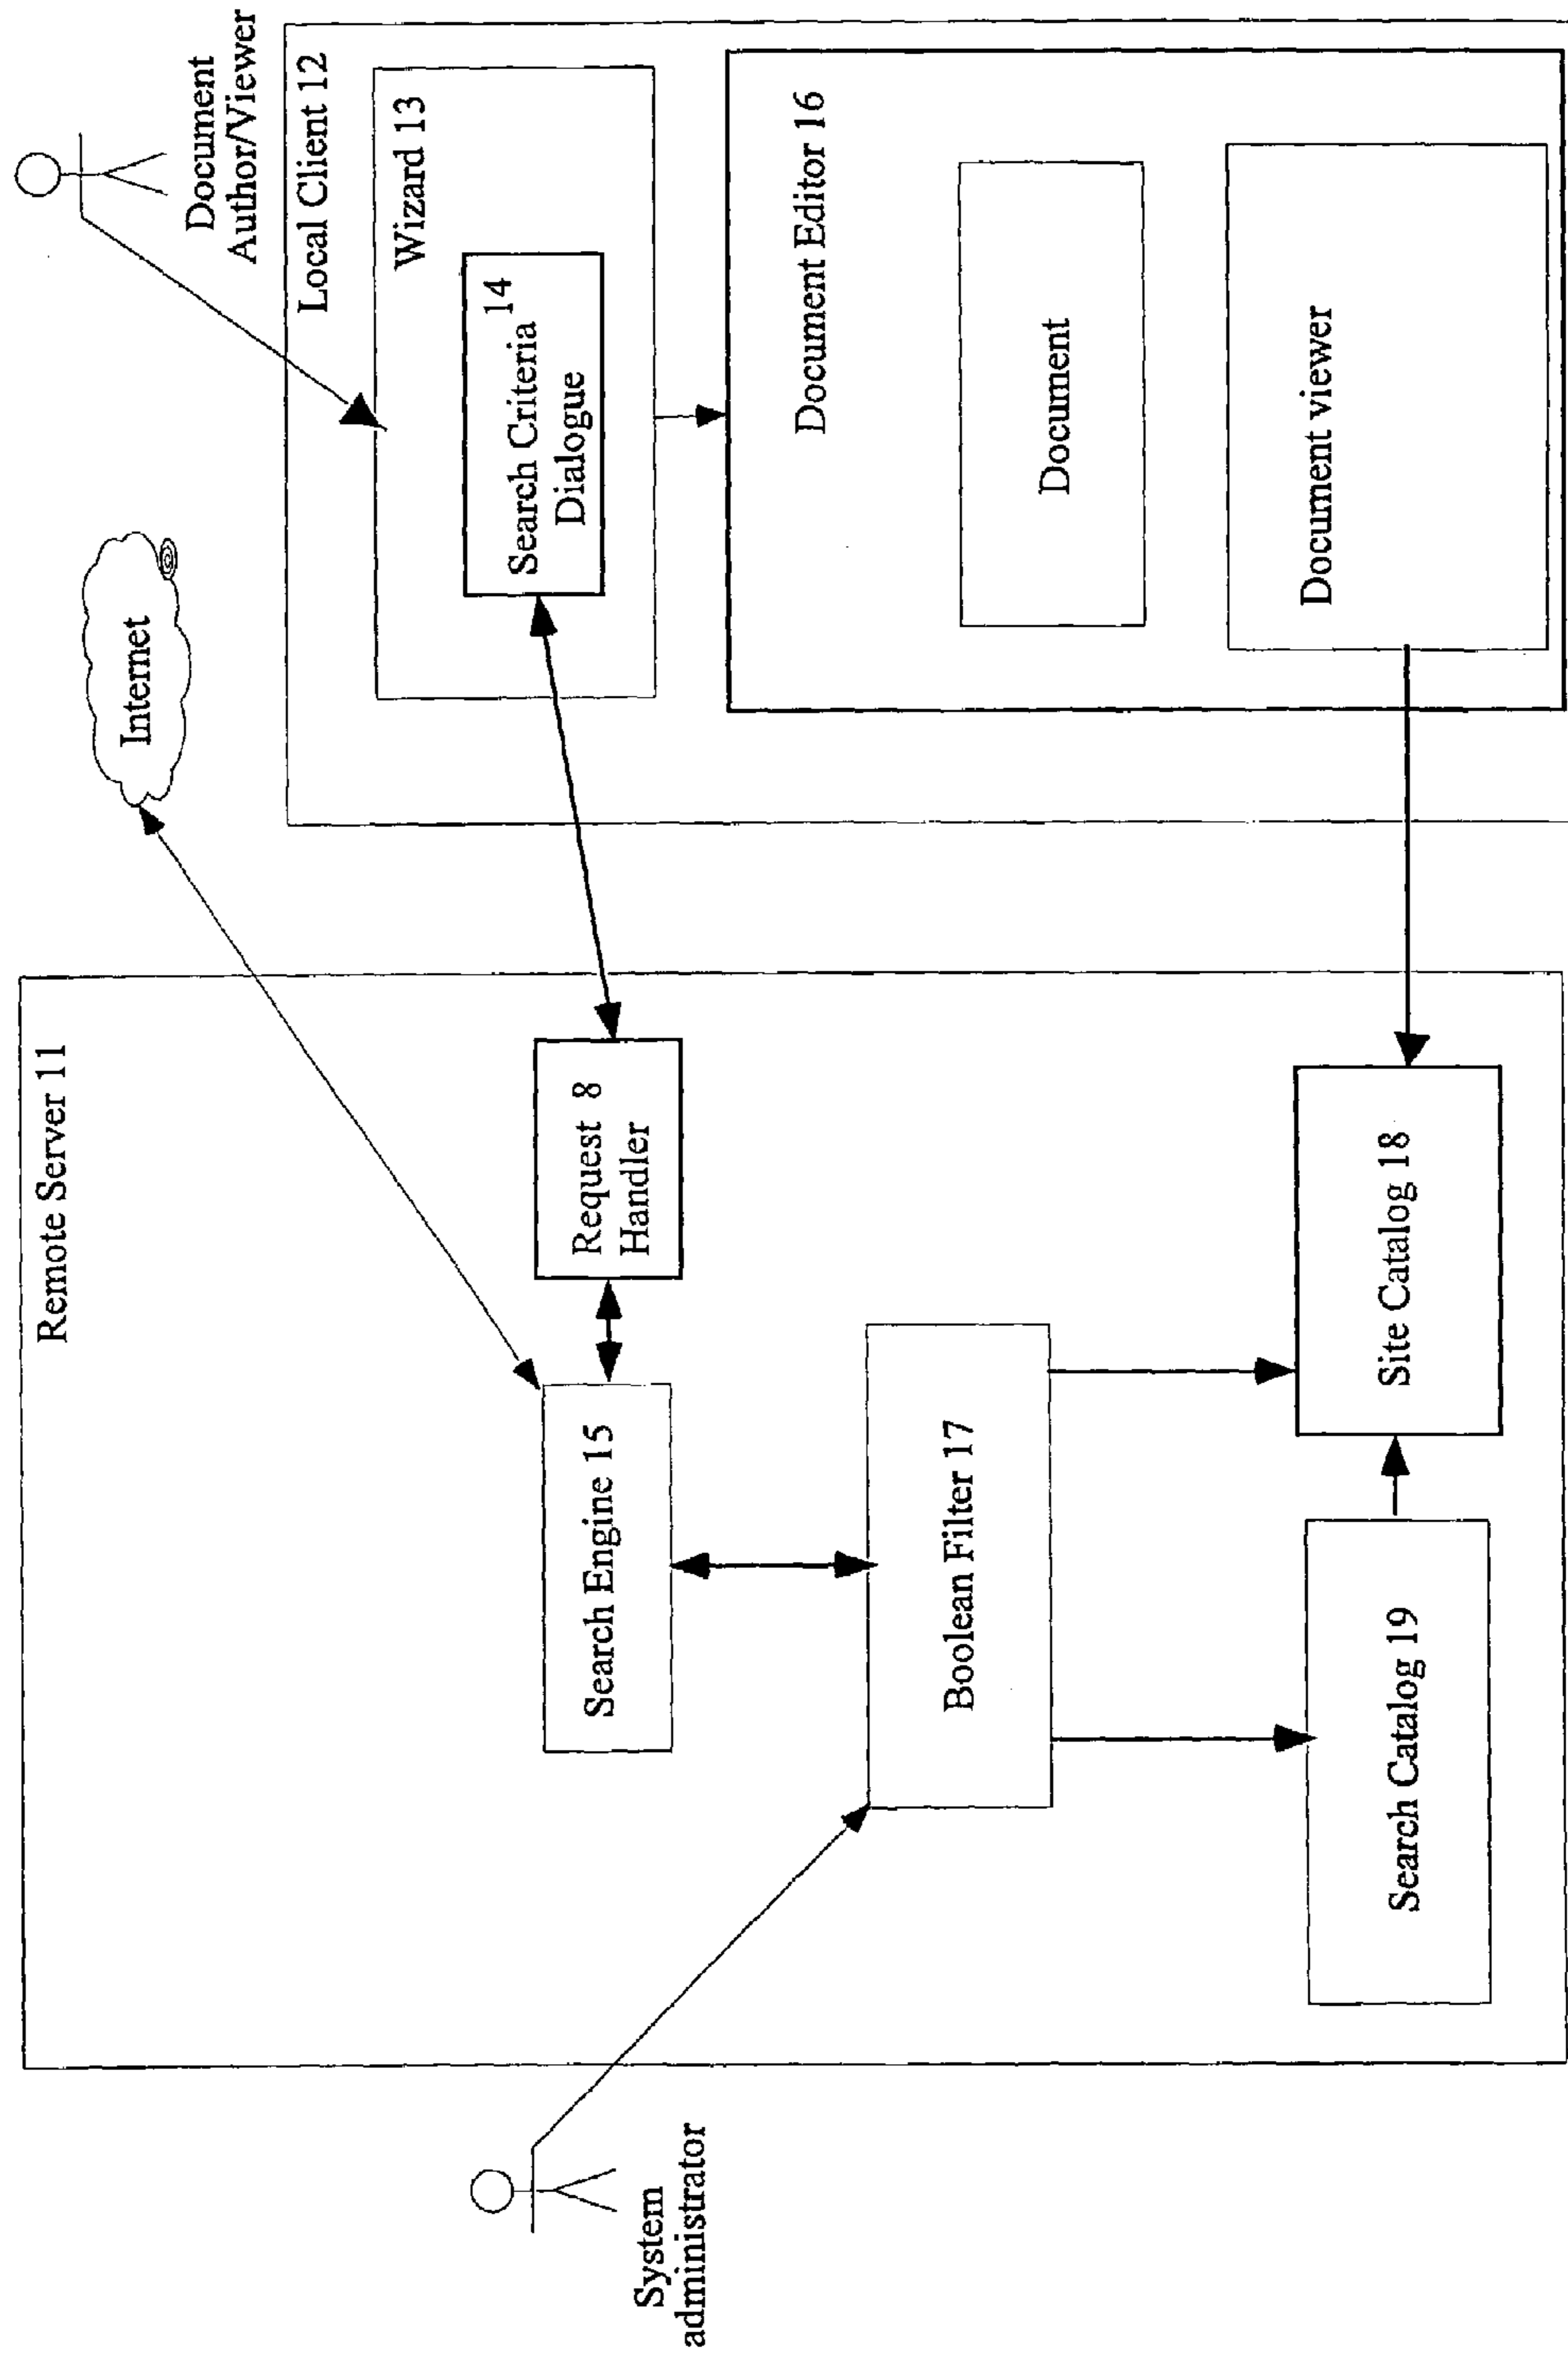 Document
Author/Viewer
Internet
Local Client 12
Wizard 13
Search Criteria 14
Dialogue
Document Editor 16
Document
Document viewer
Remote Server 11
Request 8
Handler
Search Engine 15
Boolean Filter 17
Site Catalog 18
Search Catalog 19
System
administrator